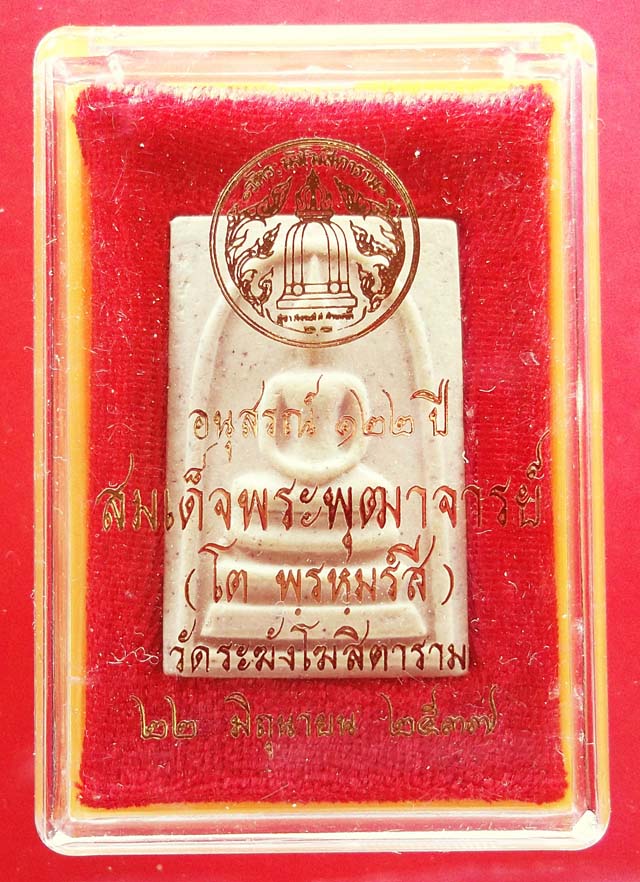 อนุสรณ์ ๑๒๒ ปี
สมเด็จพระพุฒาจารย์
(โต พฺรหฺมรํสี)
วัดระฆังโฆสิตาราม
๒๒ มิถุนายน ๒๕๓๗